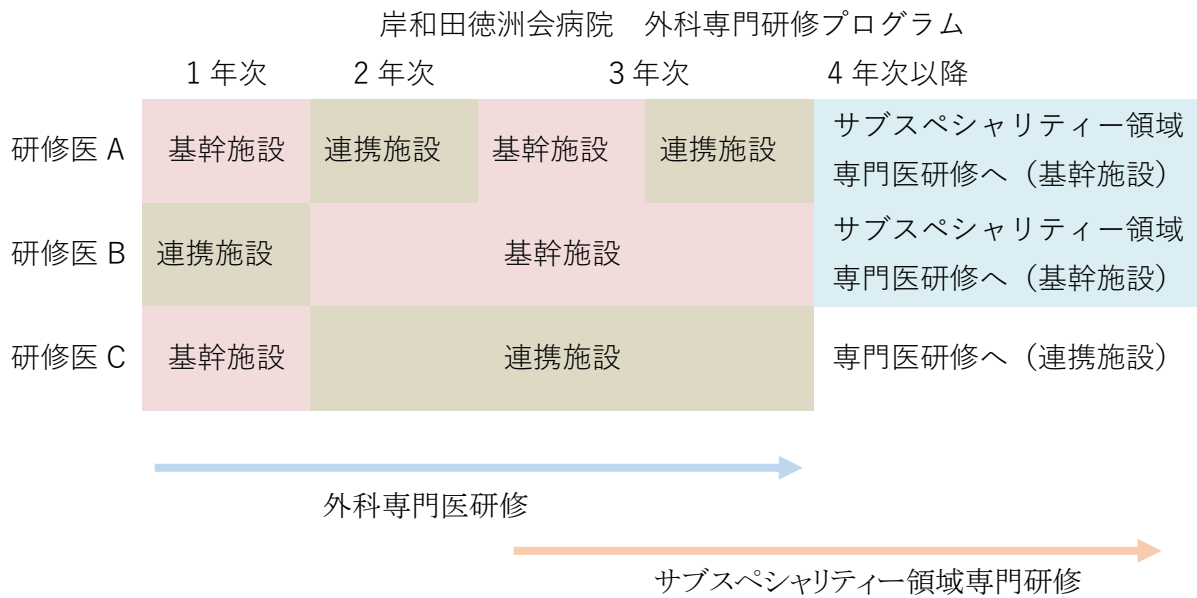 岸和田徳洲会病院　外科専門研修プログラム
1 年次　2 年次　3 年次　4 年次以降
研修医 A　基幹施設　連携施設　基幹施設　連携施設　サブスペシャリティー領域
専門医研修へ（基幹施設）
研修医 B　連携施設　基幹施設　サブスペシャリティー領域
専門医研修へ（基幹施設）
研修医 C　基幹施設　連携施設　専門医研修へ（連携施設）
外科専門医研修
サブスペシャリティー領域専門研修